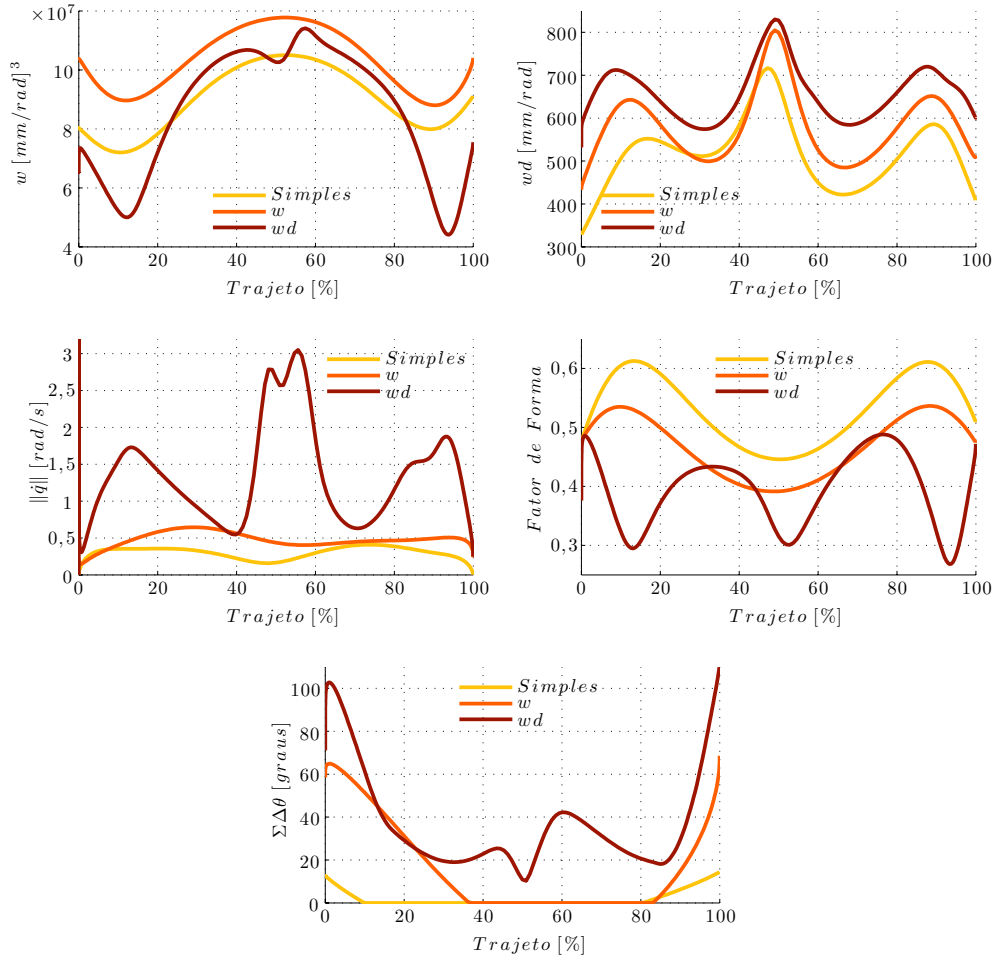 ×10⁷
10
8
6
4
w [mm/rad]³
0 20 40 60 80 100
Trajeto [%]
Simples
w
wd
800
700
600
500
400
300
wd [mm/rad]
0 20 40 60 80 100
Trajeto [%]
Simples
w
wd
3
2,5
2
1,5
1
0,5
0
||q̇|| [rad/s]
0 20 40 60 80 100
Trajeto [%]
Simples
w
wd
0,6
0,5
0,4
0,3
Fator de Forma
0 20 40 60 80 100
Trajeto [%]
Simples
w
wd
100
80
60
40
20
0
ΣΔθ [graus]
0 20 40 60 80 100
Trajeto [%]
Simples
w
wd